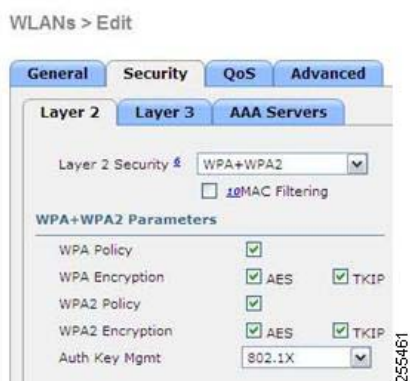 WLANs > Edit
General Security QoS Advanced
Layer 2 Layer 3 AAA Servers
Layer 2 Security 6 WPA+WPA2
10MAC Filtering
WPA+WPA2 Parameters
WPA Policy
WPA Encryption AES TKIP
WPA2 Policy
WPA2 Encryption AES TKIP
Auth Key Mgmt 802.1X
255461